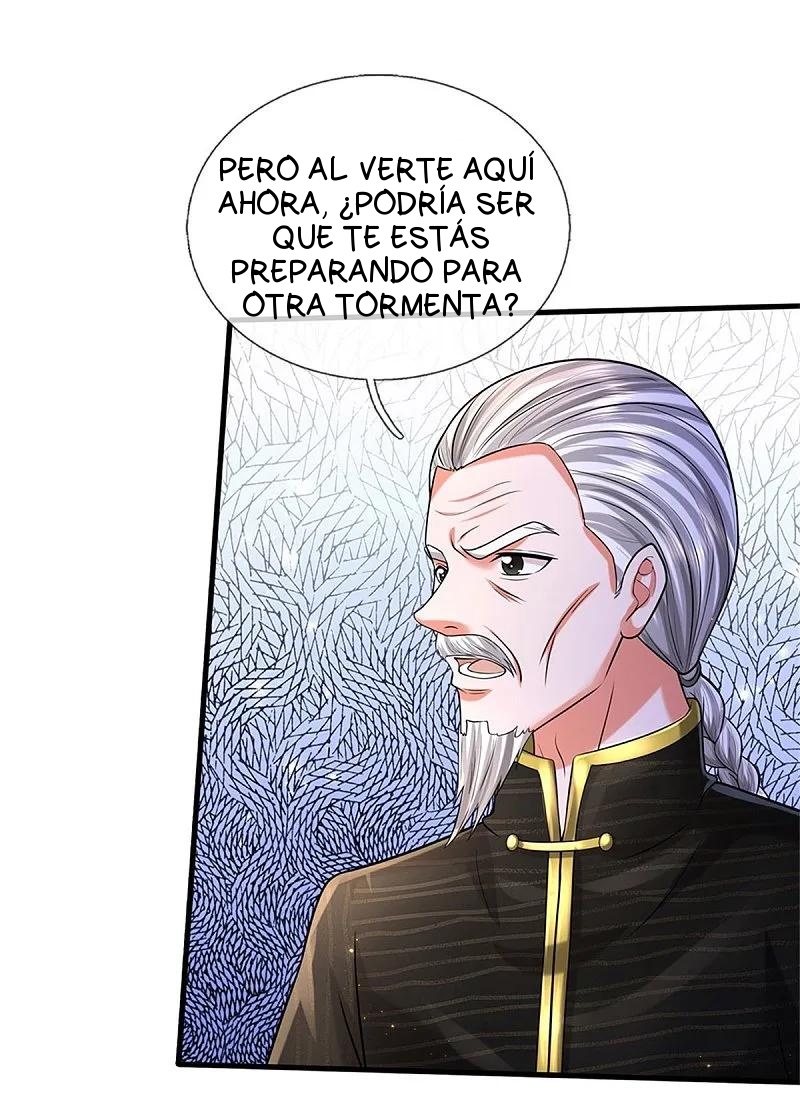 PERO AL VERTE AQUÍ
AHORA, ¿PODRÍA SER
QUE TE ESTÁS
PREPARANDO PARA
OTRA TORMENTA?